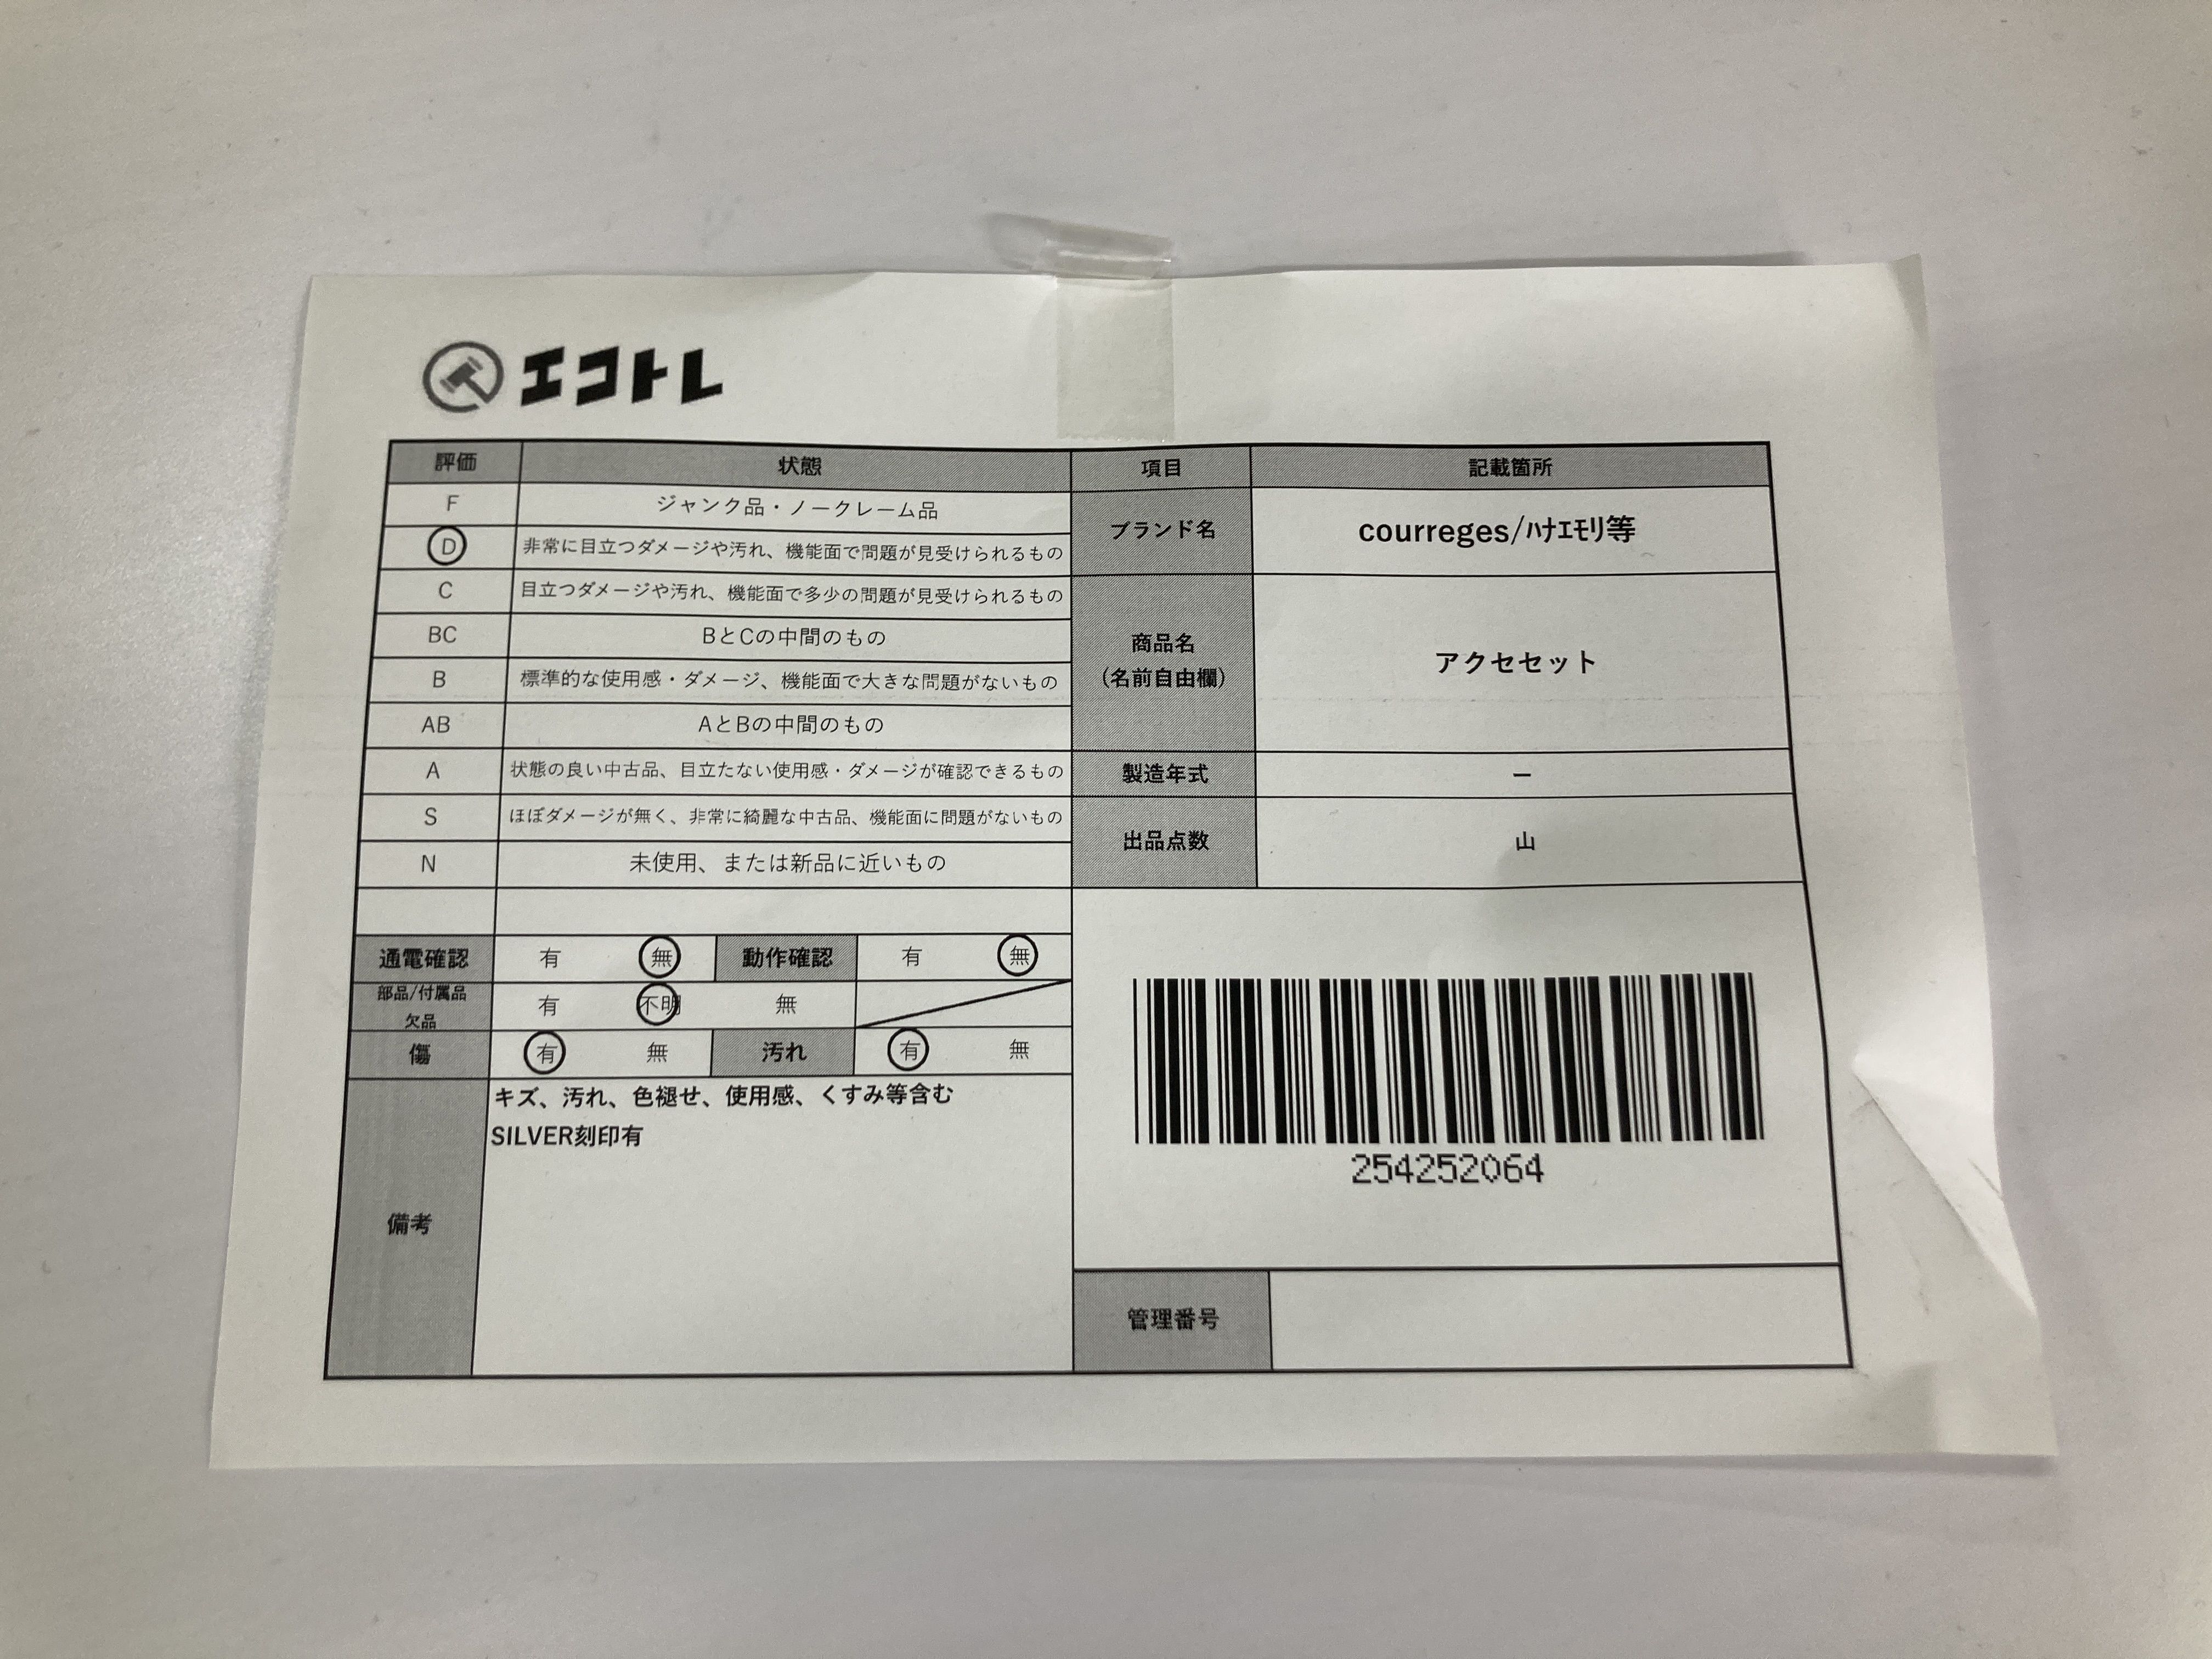 エコトレ
評価 状態 項目 記載箇所
F ジャンク品・ノークレーム品
D 非常に目立つダメージや汚れ、機能面で問題が見受けられるもの
ブランド名 courreges/ﾊﾅエモリ等
C 目立つダメージや汚れ、機能面で多少の問題が見受けられるもの
BC BとCの中間のもの
商品名
(名前自由欄)
アクセセット
B 標準的な使用感・ダメージ、機能面で大きな問題がないもの
AB AとBの中間のもの
A 状態の良い中古品、目立たない使用感・ダメージが確認できるもの
製造年式 ー
S ほぼダメージが無く、非常に綺麗な中古品、機能面に問題がないもの
出品点数 山
N 未使用、または新品に近いもの
通電確認 有 無 動作確認 有 無
部品/付属品
欠品
有 不明 無
傷 有 無 汚れ 有 無
備考
キズ、汚れ、色褪せ、使用感、くすみ等含む
SILVER刻印有
254252064
管理番号